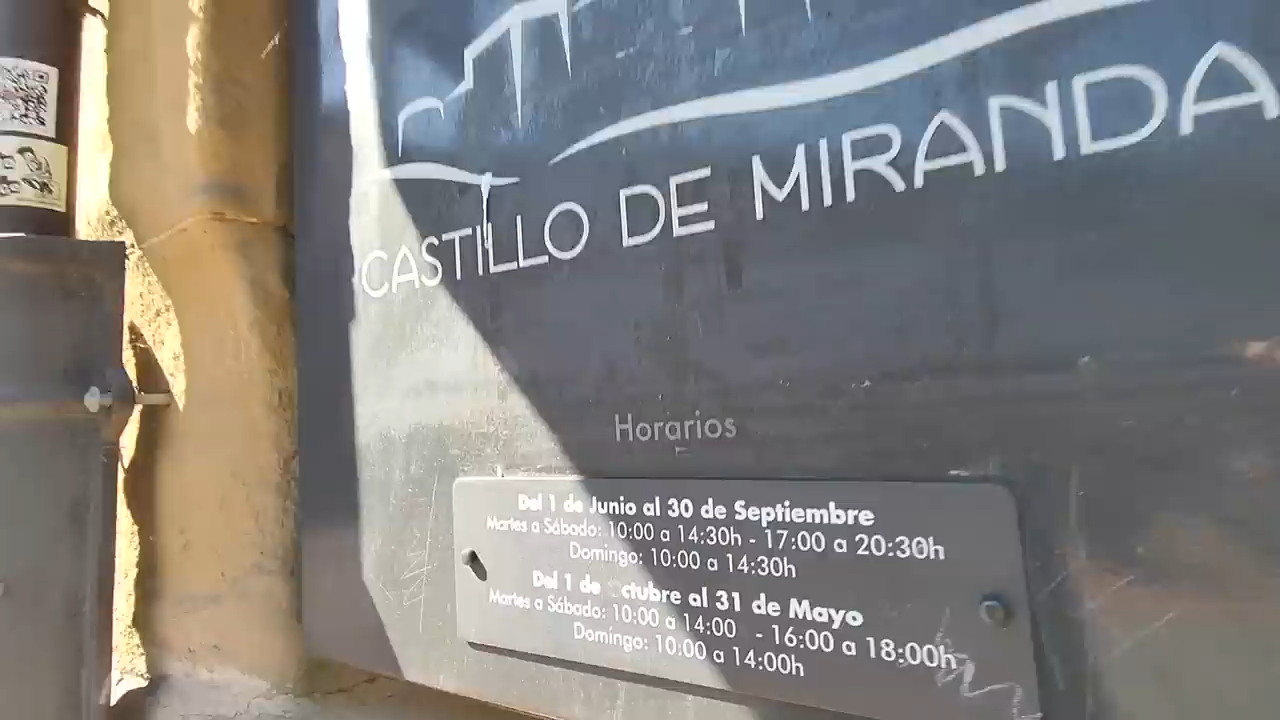 CASTILLO DE MIRANDA
Horarios
Del 1 de Junio al 30 de Septiembre
Martes a Sábado: 10:00 a 14:30h - 17:00 a 20:30h
Domingo: 10:00 a 14:30h
Del 1 de Octubre al 31 de Mayo
Martes a Sábado: 10:00 a 14:00 - 16:00 a 18:00h
Domingo: 10:00 a 14:00h